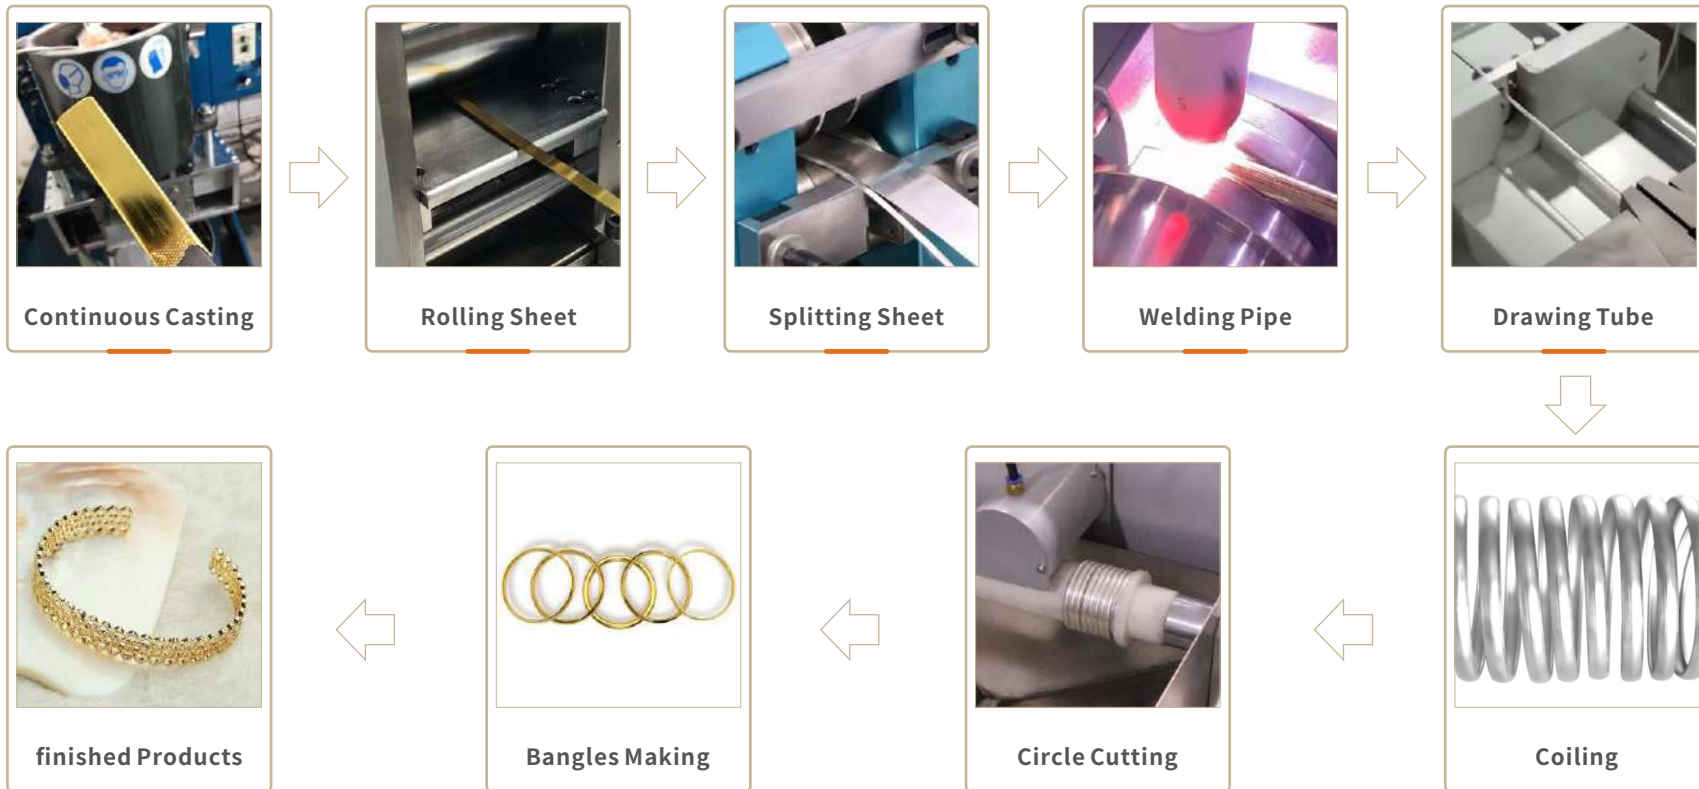 Continuous Casting
Rolling Sheet
Splitting Sheet
Welding Pipe
Drawing Tube
finished Products
Bangles Making
Circle Cutting
Coiling